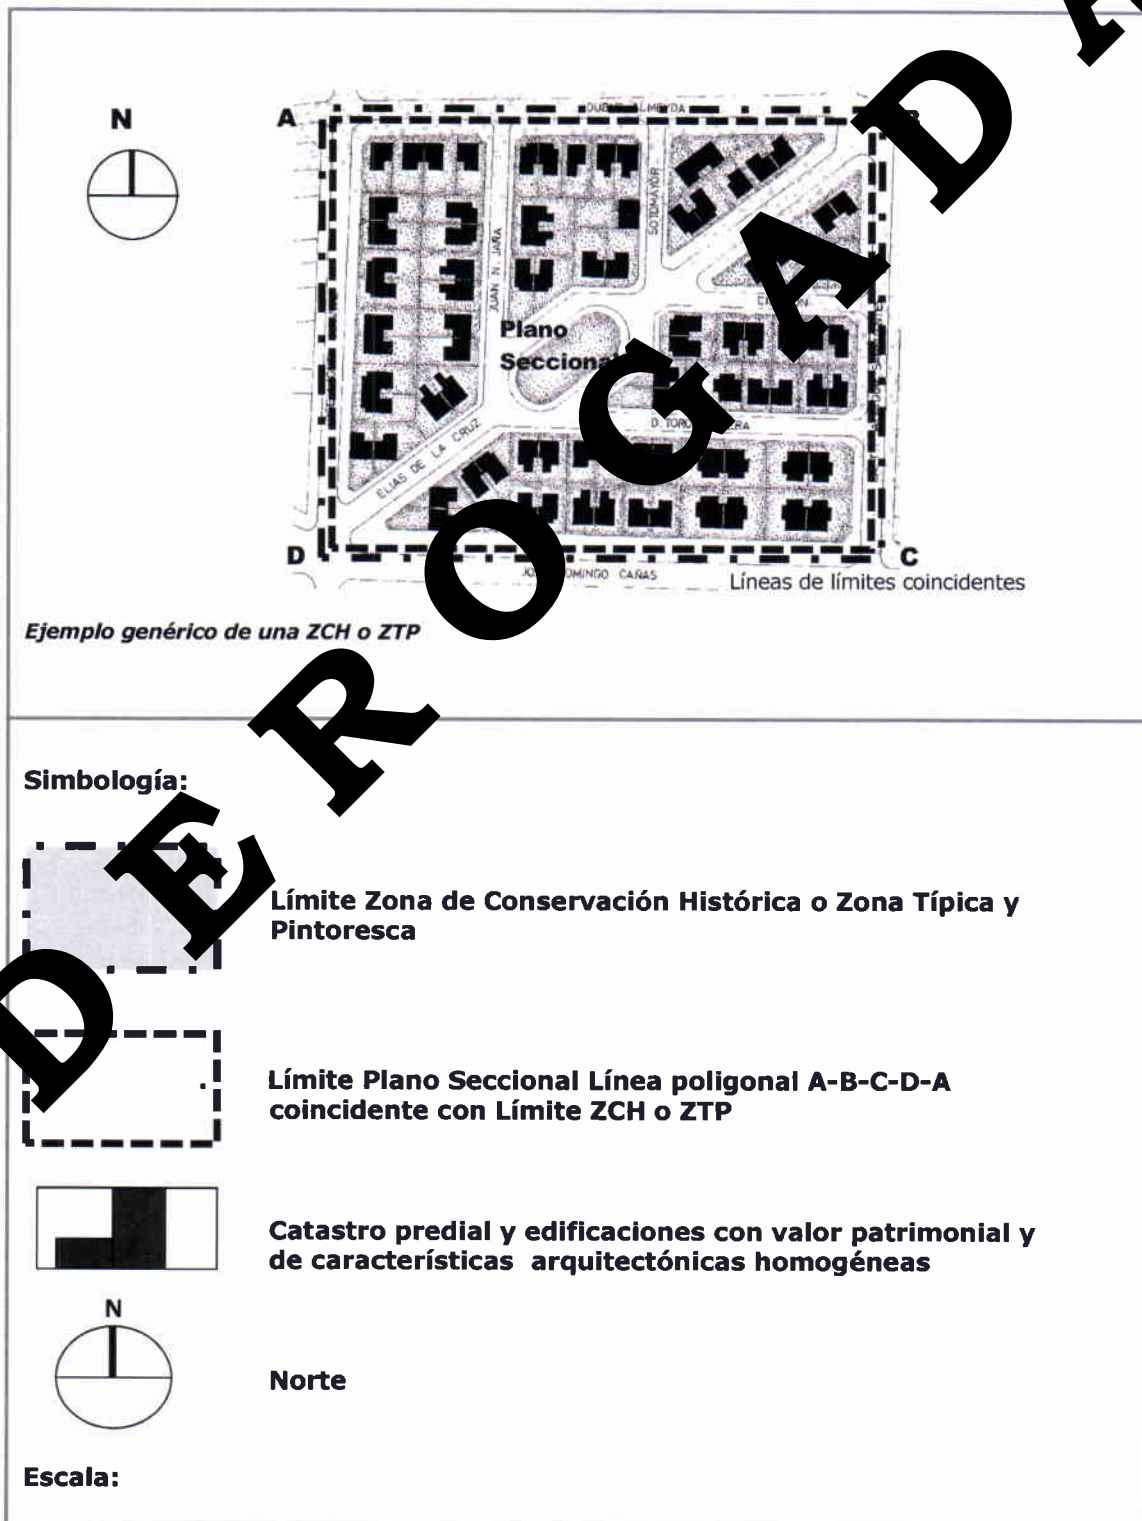 N
A
B
SOTOMAYOR
JUAN N. JAÑA
Plano
Seccional
D. TORO
ELIAS DE LA CRUZ
D
C
DOMINGO CAÑAS
Líneas de límites coincidentes
Ejemplo genérico de una ZCH o ZTP
DEROGADA
Simbología:
Límite Zona de Conservación Histórica o Zona Típica y
Pintoresca
Límite Plano Seccional Línea poligonal A-B-C-D-A
coincidente con Límite ZCH o ZTP
Catastro predial y edificaciones con valor patrimonial y
de características arquitectónicas homogéneas
N
Norte
Escala: